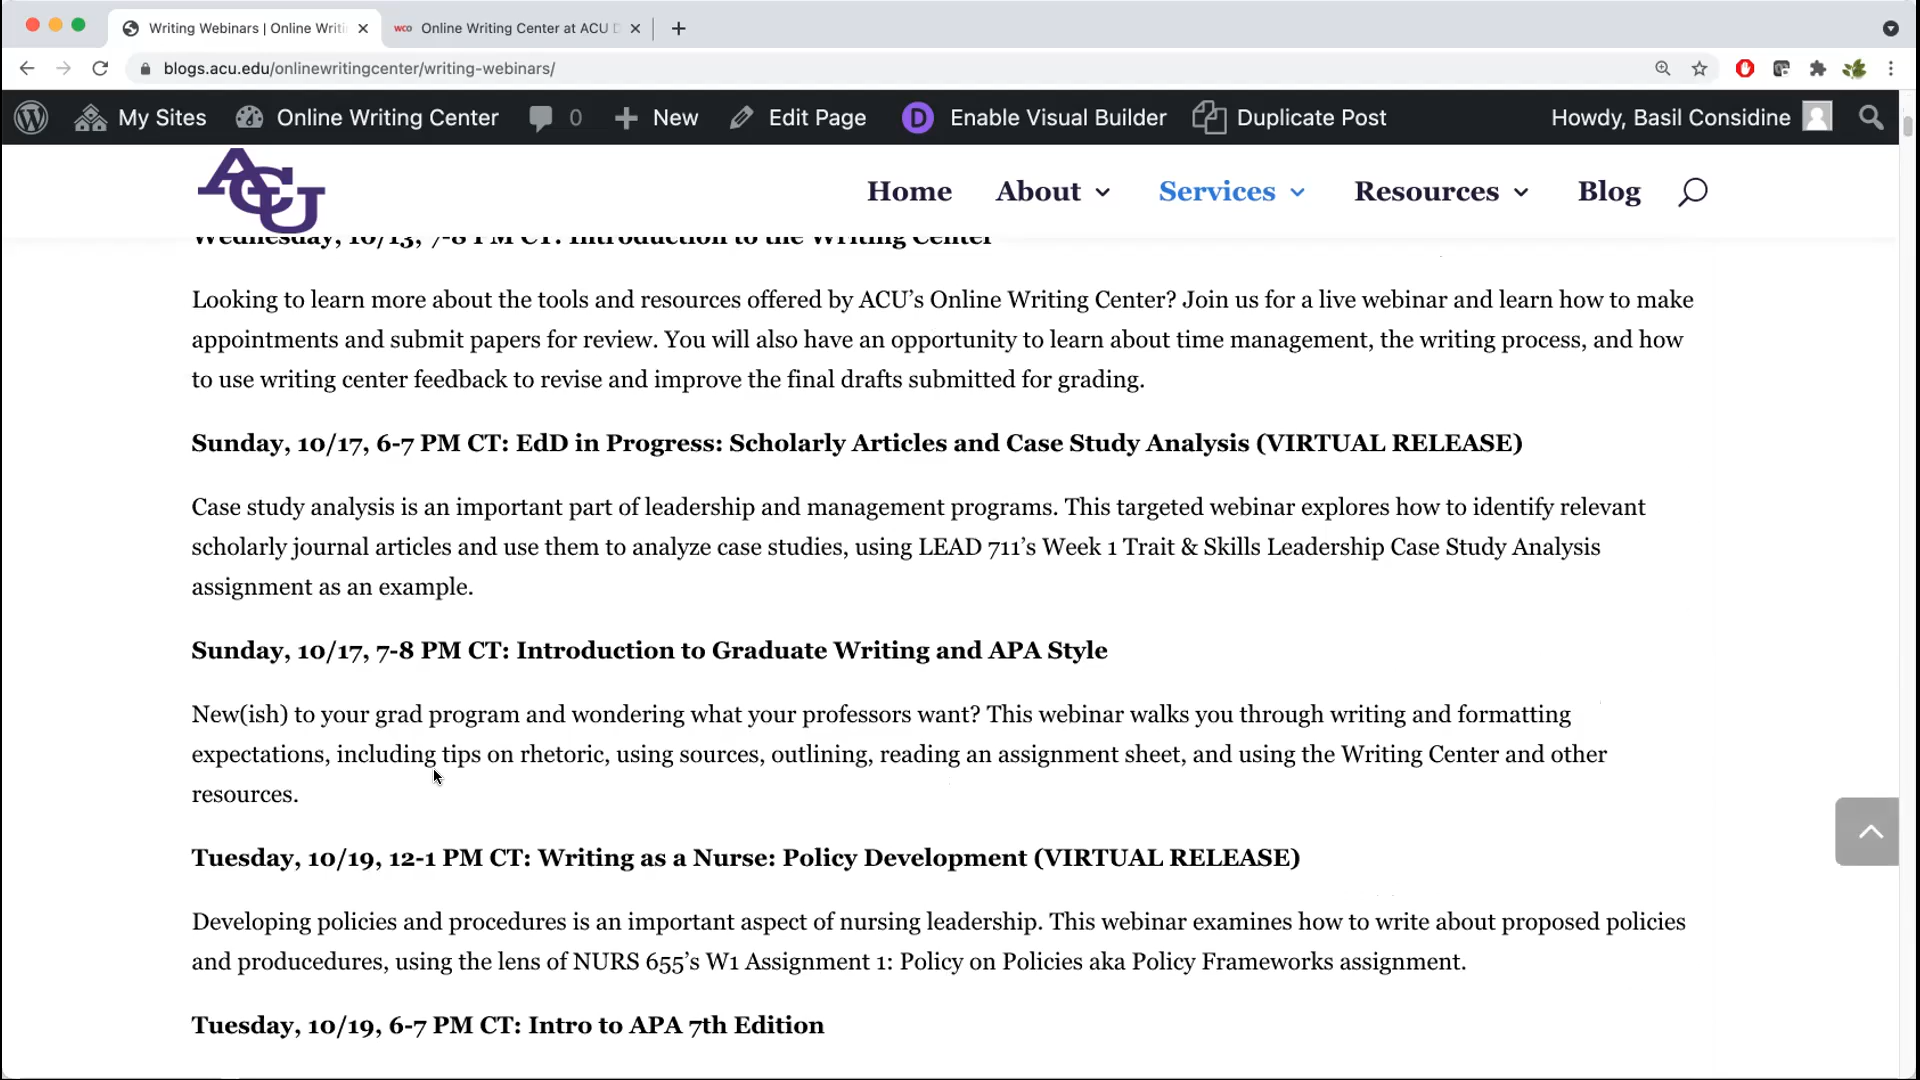 Writing Webinars | Online Writi
Online Writing Center at ACU D
blogs.acu.edu/onlinewritingcenter/writing-webinars/
My Sites Online Writing Center 0 New Edit Page Enable Visual Builder Duplicate Post Howdy, Basil Considine
ACU
Home About Services Resources Blog
Wednesday, 10/13, 7-8 PM CT: Introduction to the Writing Center
Looking to learn more about the tools and resources offered by ACU’s Online Writing Center? Join us for a live webinar and learn how to make
appointments and submit papers for review. You will also have an opportunity to learn about time management, the writing process, and how
to use writing center feedback to revise and improve the final drafts submitted for grading.
Sunday, 10/17, 6-7 PM CT: EdD in Progress: Scholarly Articles and Case Study Analysis (VIRTUAL RELEASE)
Case study analysis is an important part of leadership and management programs. This targeted webinar explores how to identify relevant
scholarly journal articles and use them to analyze case studies, using LEAD 711’s Week 1 Trait & Skills Leadership Case Study Analysis
assignment as an example.
Sunday, 10/17, 7-8 PM CT: Introduction to Graduate Writing and APA Style
New(ish) to your grad program and wondering what your professors want? This webinar walks you through writing and formatting
expectations, including tips on rhetoric, using sources, outlining, reading an assignment sheet, and using the Writing Center and other
resources.
Tuesday, 10/19, 12-1 PM CT: Writing as a Nurse: Policy Development (VIRTUAL RELEASE)
Developing policies and procedures is an important aspect of nursing leadership. This webinar examines how to write about proposed policies
and producedures, using the lens of NURS 655’s W1 Assignment 1: Policy on Policies aka Policy Frameworks assignment.
Tuesday, 10/19, 6-7 PM CT: Intro to APA 7th Edition